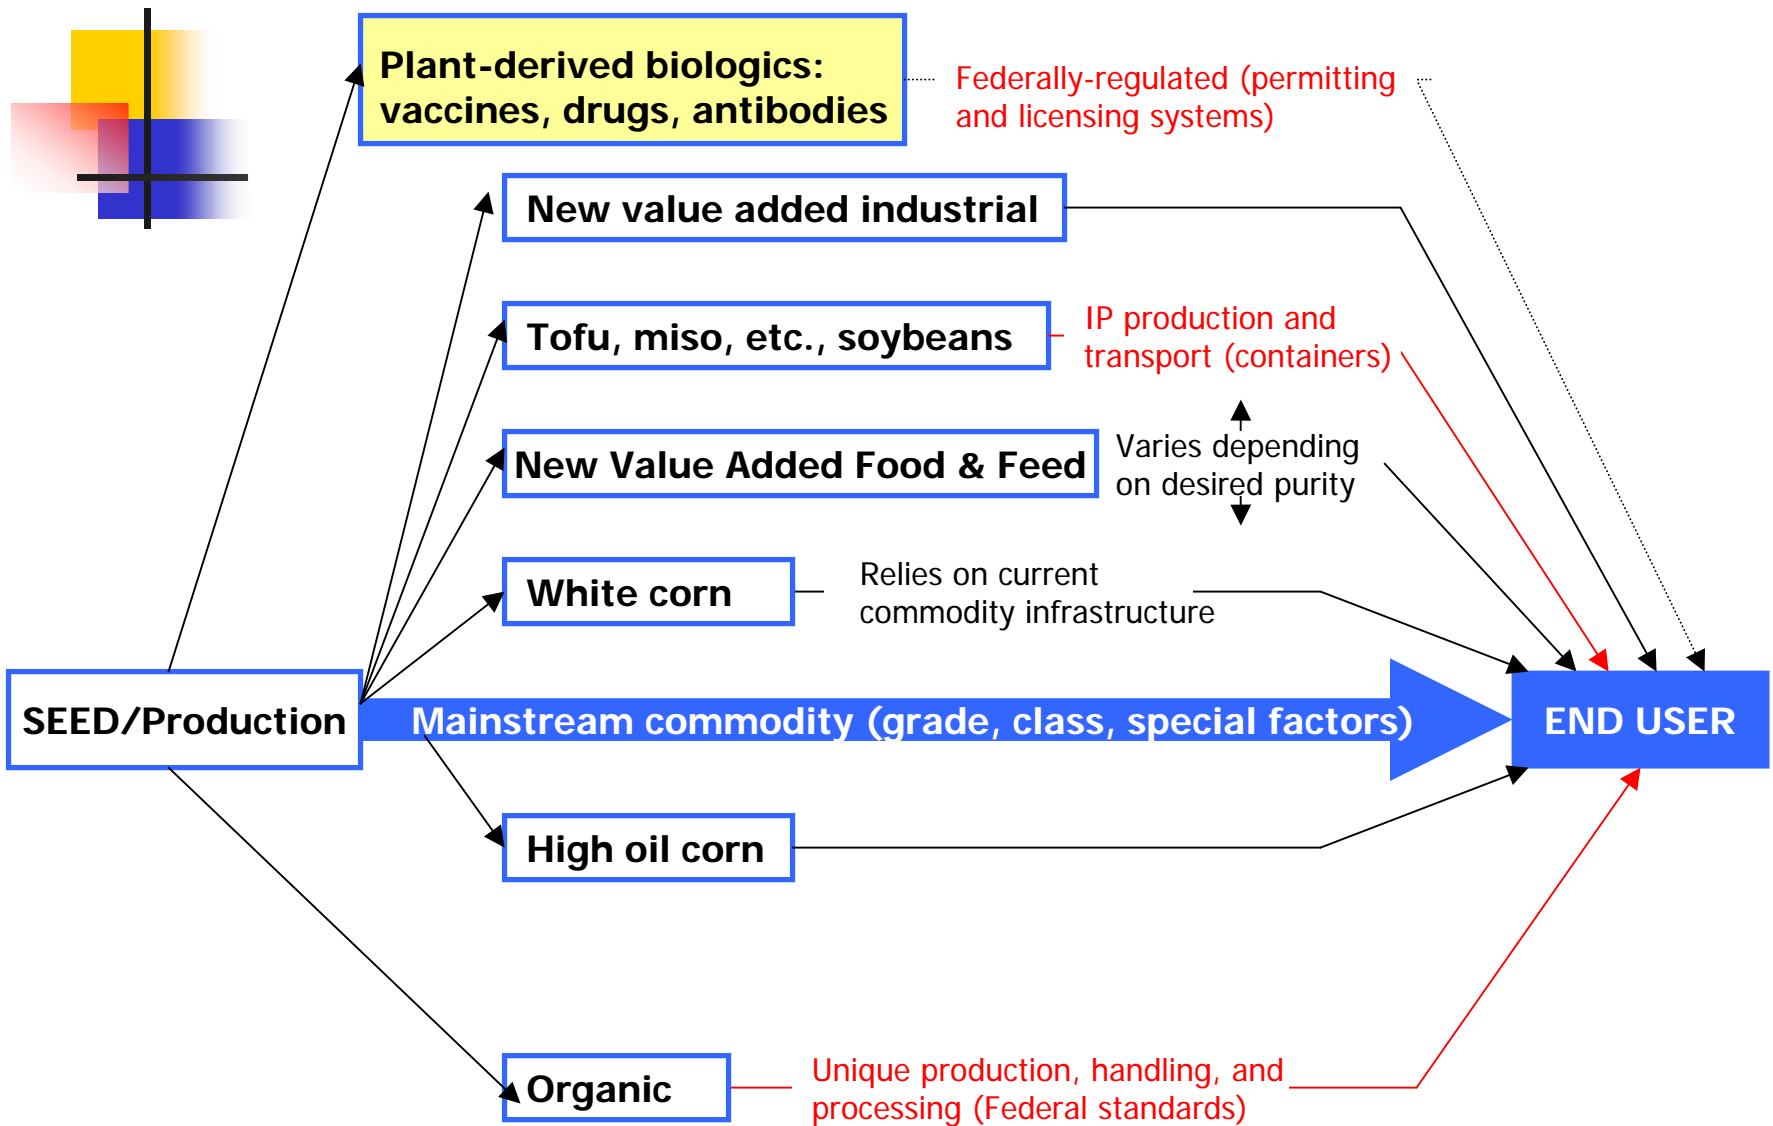 Plant-derived biologics:
vaccines, drugs, antibodies
Federally-regulated (permitting
and licensing systems)
New value added industrial
Tofu, miso, etc., soybeans
IP production and
transport (containers)
New Value Added Food & Feed
Varies depending
on desired purity
White corn
Relies on current
commodity infrastructure
SEED/Production
Mainstream commodity (grade, class, special factors)
END USER
High oil corn
Organic
Unique production, handling, and
processing (Federal standards)